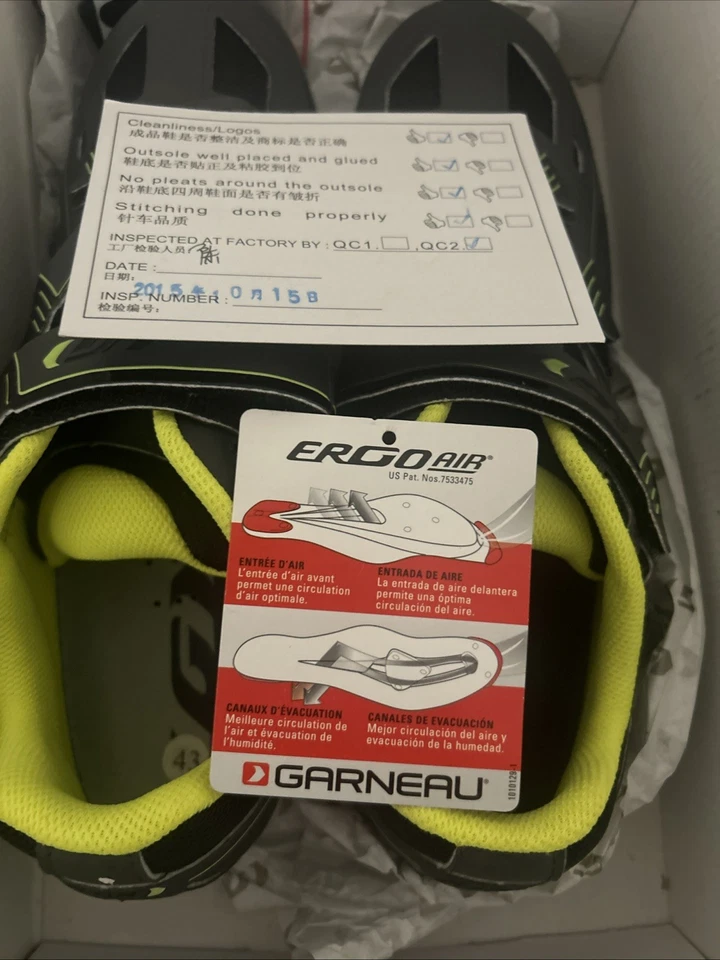 Cleanliness/Logos
成品鞋是否整洁及商标是否正确
Outsole well placed and glued
鞋底是否贴正及粘胶到位
No pleats around the outsole
沿鞋底四周鞋面是否有皱折
Stitching done properly
针车品质
INSPECTED AT FACTORY BY : QC1. , QC2.
工厂检验人员
DATE :
日期:
2015年 0月15日
INSP. NUMBER :
检验编号:
ERGO AIR®
US Pat. Nos.7533475
ENTRÉE D'AIR
L'entrée d'air avant
permet une circulation
d'air optimale.
ENTRADA DE AIRE
La entrada de aire delantera
permite una óptima
circulación del aire.
CANAUX D'ÉVACUATION
Meilleure circulation de
l'air et évacuation de
l'humidité.
CANALES DE EVACUACIÓN
Mejor circulación del aire y
evacuación de la humedad.
GARNEAU®
1010129-1
43